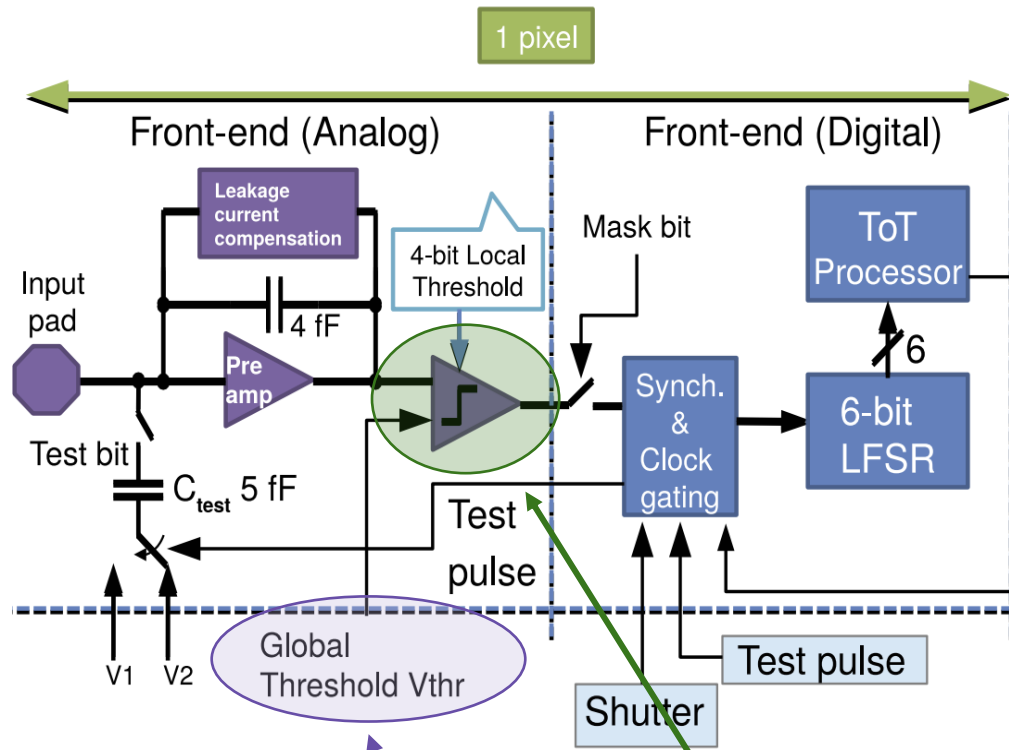 1 pixel
Front-end (Analog)
Front-end (Digital)
Leakage
current
compensation
4-bit Local
Threshold
Mask bit
ToT
Processor
Input
pad
4 fF
Pre
amp
6
Synch.
&
Clock
gating
6-bit
LFSR
Test bit
Ctest 5 fF
Test
pulse
V1
V2
Global
Threshold Vthr
Test pulse
Shutter